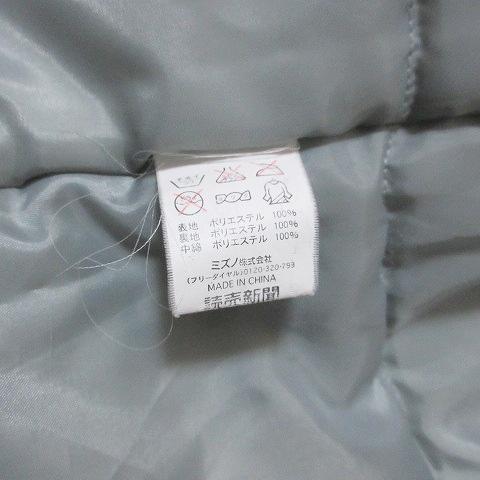 表地 ポリエステル 100%
裏地 ポリエステル 100%
中綿 ポリエステル 100%
ミズノ株式会社
(フリーダイヤル)0120-320-799
MADE IN CHINA
読売新聞